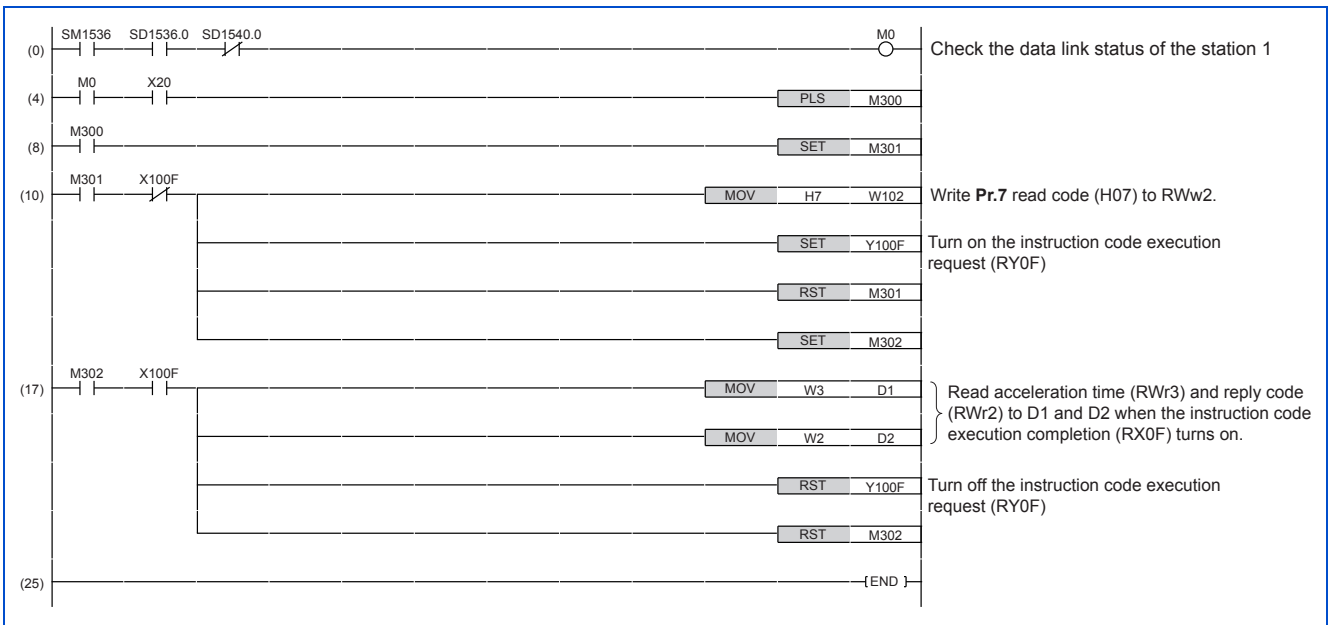 SM1536 SD1536.0 SD1540.0 M0
(0) Check the data link status of the station 1
M0 X20
(4) PLS M300
M300
(8) SET M301
M301 X100F
(10) MOV H7 W102 Write Pr.7 read code (H07) to RWw2.
SET Y100F Turn on the instruction code execution
request (RY0F)
RST M301
SET M302
M302 X100F
(17) MOV W3 D1 Read acceleration time (RWr3) and reply code
(RWr2) to D1 and D2 when the instruction code
MOV W2 D2 execution completion (RX0F) turns on.
RST Y100F Turn off the instruction code execution
request (RY0F)
RST M302
(25) END